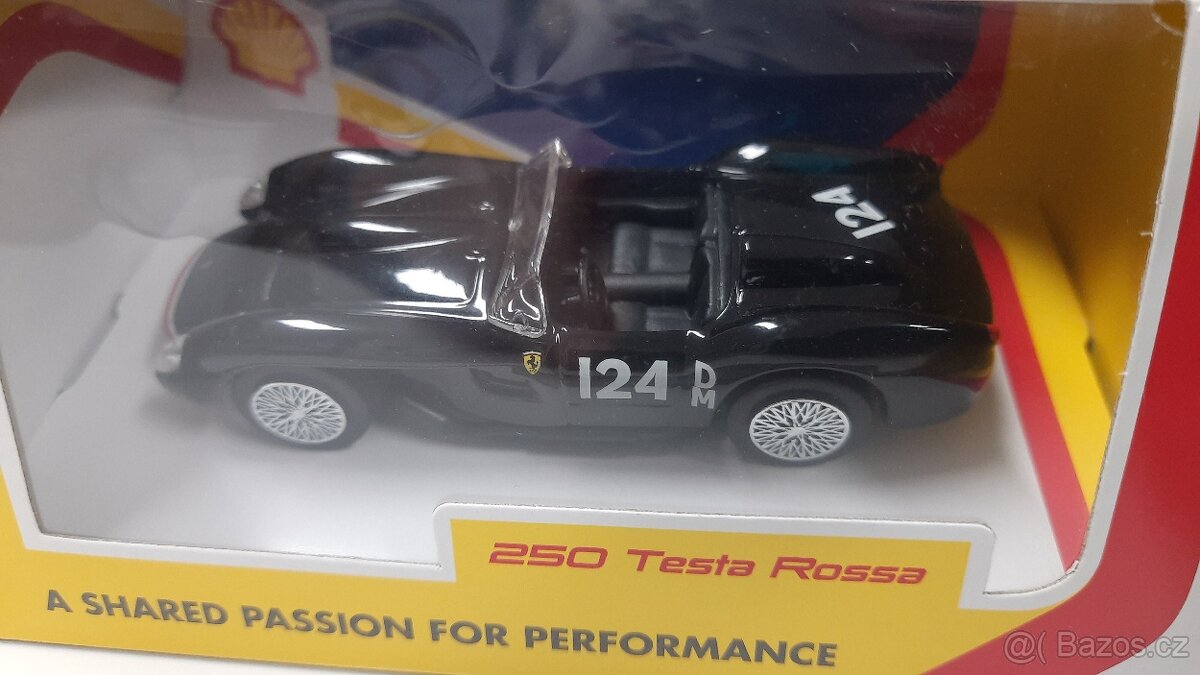 124
124
D
M
250 Testa Rossa
A SHARED PASSION FOR PERFORMANCE
@( Bazos.cz